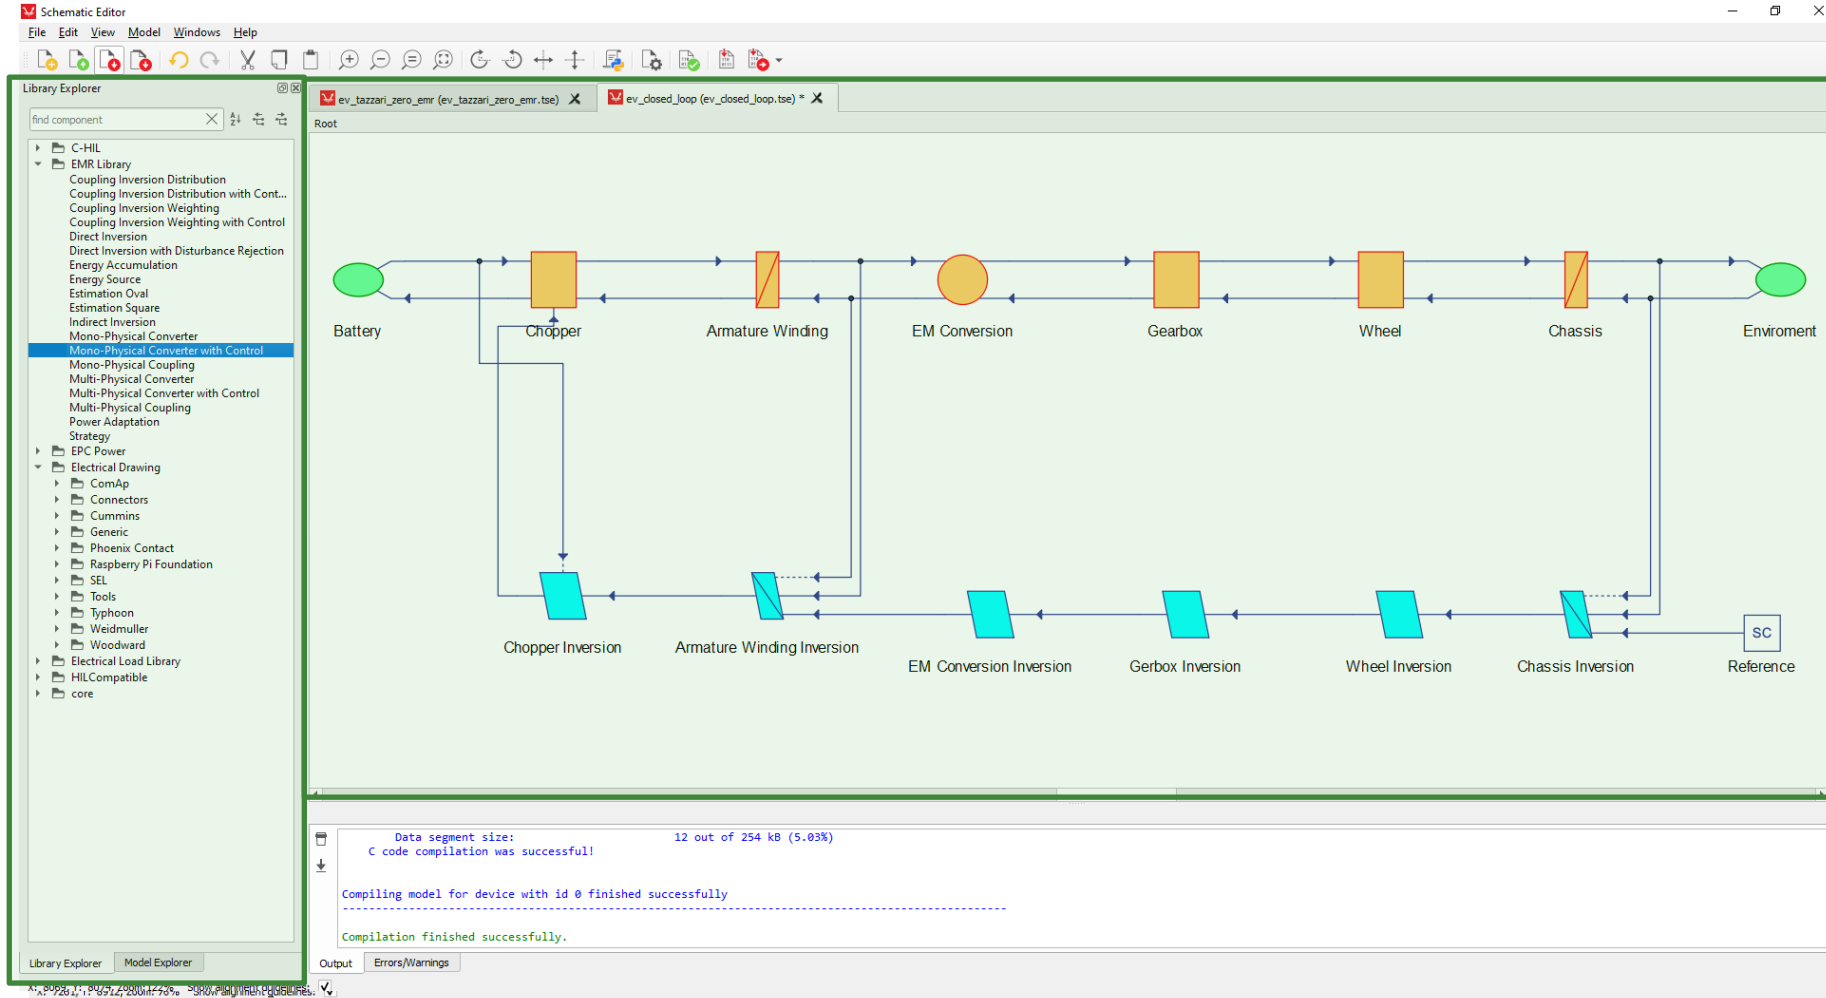 Schematic Editor
File Edit View Model Windows Help
Library Explorer
find component
C-HIL
EMR Library
Coupling Inversion Distribution
Coupling Inversion Distribution with Cont...
Coupling Inversion Weighting
Coupling Inversion Weighting with Control
Direct Inversion
Direct Inversion with Disturbance Rejection
Energy Accumulation
Energy Source
Estimation Oval
Estimation Square
Indirect Inversion
Mono-Physical Converter
Mono-Physical Converter with Control
Mono-Physical Coupling
Multi-Physical Converter
Multi-Physical Converter with Control
Multi-Physical Coupling
Power Adaptation
Strategy
EPC Power
Electrical Drawing
ComAp
Connectors
Cummins
Generic
Phoenix Contact
Raspberry Pi Foundation
SEL
Tools
Typhoon
Weidmuller
Woodward
Electrical Load Library
HILCompatible
core
Library Explorer Model Explorer
ev_tazzari_zero_emr (ev_tazzari_zero_emr.tse) ev_closed_loop (ev_closed_loop.tse) *
Root
Battery Chopper Armature Winding EM Conversion Gearbox Wheel Chassis Enviroment
SC
Chopper Inversion Armature Winding Inversion
EM Conversion Inversion Gerbox Inversion Wheel Inversion Chassis Inversion Reference
Data segment size: 12 out of 254 kB (5.03%)
C code compilation was successful!
Compiling model for device with id 0 finished successfully
Compilation finished successfully.
Output Errors/Warnings